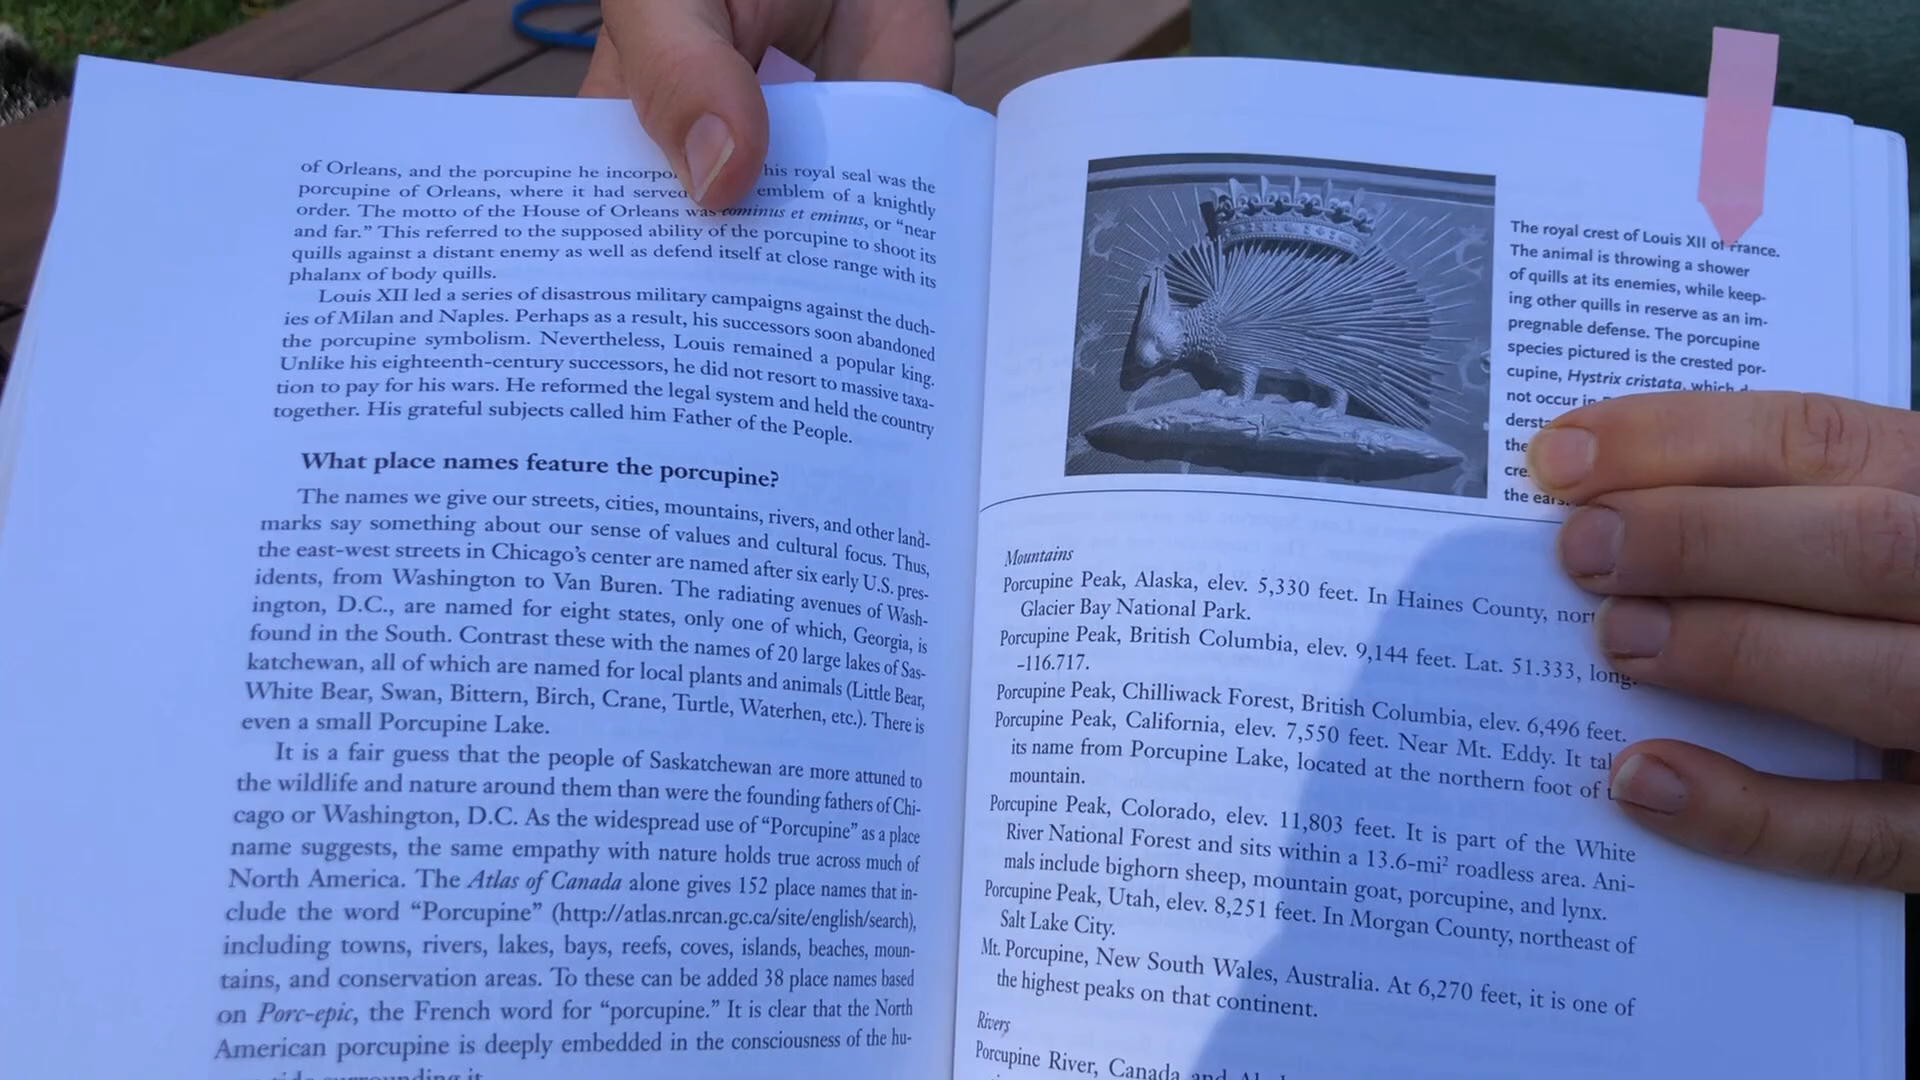 of Orleans, and the porcupine he his royal seal was the
porcupine of Orleans, where it had served emblem of a knightly
order. The motto of the House of Orleans was cominus et eminus, or “near
and far.” This referred to the supposed ability of the porcupine to shoot its
quills against a distant enemy as well as defend itself at close range with its
phalanx of body quills.
Louis XII led a series of disastrous military campaigns against the duch-
ies of Milan and Naples. Perhaps as a result, his successors soon abandoned
the porcupine symbolism. Nevertheless, Louis remained a popular king.
Unlike his eighteenth-century successors, he did not resort to massive taxa-
tion to pay for his wars. He reformed the legal system and held the country
together. His grateful subjects called him Father of the People.
What place names feature the porcupine?
The names we give our streets, cities, mountains, rivers, and other land-
marks say something about our sense of values and cultural focus. Thus,
the east-west streets in Chicago’s center are named after six early U.S. pres-
idents, from Washington to Van Buren. The radiating avenues of Wash-
ington, D.C., are named for eight states, only one of which, Georgia, is
found in the South. Contrast these with the names of 20 large lakes of Sas-
katchewan, all of which are named for local plants and animals (Little Bear,
White Bear, Swan, Bittern, Birch, Crane, Turtle, Waterhen, etc.). There is
even a small Porcupine Lake.
It is a fair guess that the people of Saskatchewan are more attuned to
the wildlife and nature around them than were the founding fathers of Chi-
cago or Washington, D.C. As the widespread use of “Porcupine” as a place
name suggests, the same empathy with nature holds true across much of
North America. The Atlas of Canada alone gives 152 place names that in-
clude the word “Porcupine” (http://atlas.nrcan.gc.ca/site/english/search),
including towns, rivers, lakes, bays, reefs, coves, islands, beaches, moun-
tains, and conservation areas. To these can be added 38 place names based
on Porc-epic, the French word for “porcupine.” It is clear that the North
American porcupine is deeply embedded in the consciousness of the hu-
surrounding it
The royal crest of Louis XII of France.
The animal is throwing a shower
of quills at its enemies, while keep-
ing other quills in reserve as an im-
pregnable defense. The porcupine
species pictured is the crested por-
cupine, Hystrix cristata, which
not occur in
the
the ears.
Mountains
Porcupine Peak, Alaska, elev. 5,330 feet. In Haines County,
Glacier Bay National Park.
Porcupine Peak, British Columbia, elev. 9,144 feet. Lat. 51.333, long.
-116.717.
Porcupine Peak, Chilliwack Forest, British Columbia, elev. 6,496 feet.
Porcupine Peak, California, elev. 7,550 feet. Near Mt. Eddy. It
its name from Porcupine Lake, located at the northern foot of
mountain.
Porcupine Peak, Colorado, elev. 11,803 feet. It is part of the White
River National Forest and sits within a 13.6-mi² roadless area. Ani-
mals include bighorn sheep, mountain goat, porcupine, and lynx.
Porcupine Peak, Utah, elev. 8,251 feet. In Morgan County, northeast of
Salt Lake City.
Mt. Porcupine, New South Wales, Australia. At 6,270 feet, it is one of
the highest peaks on that continent.
Rivers
Porcupine River, Canada and